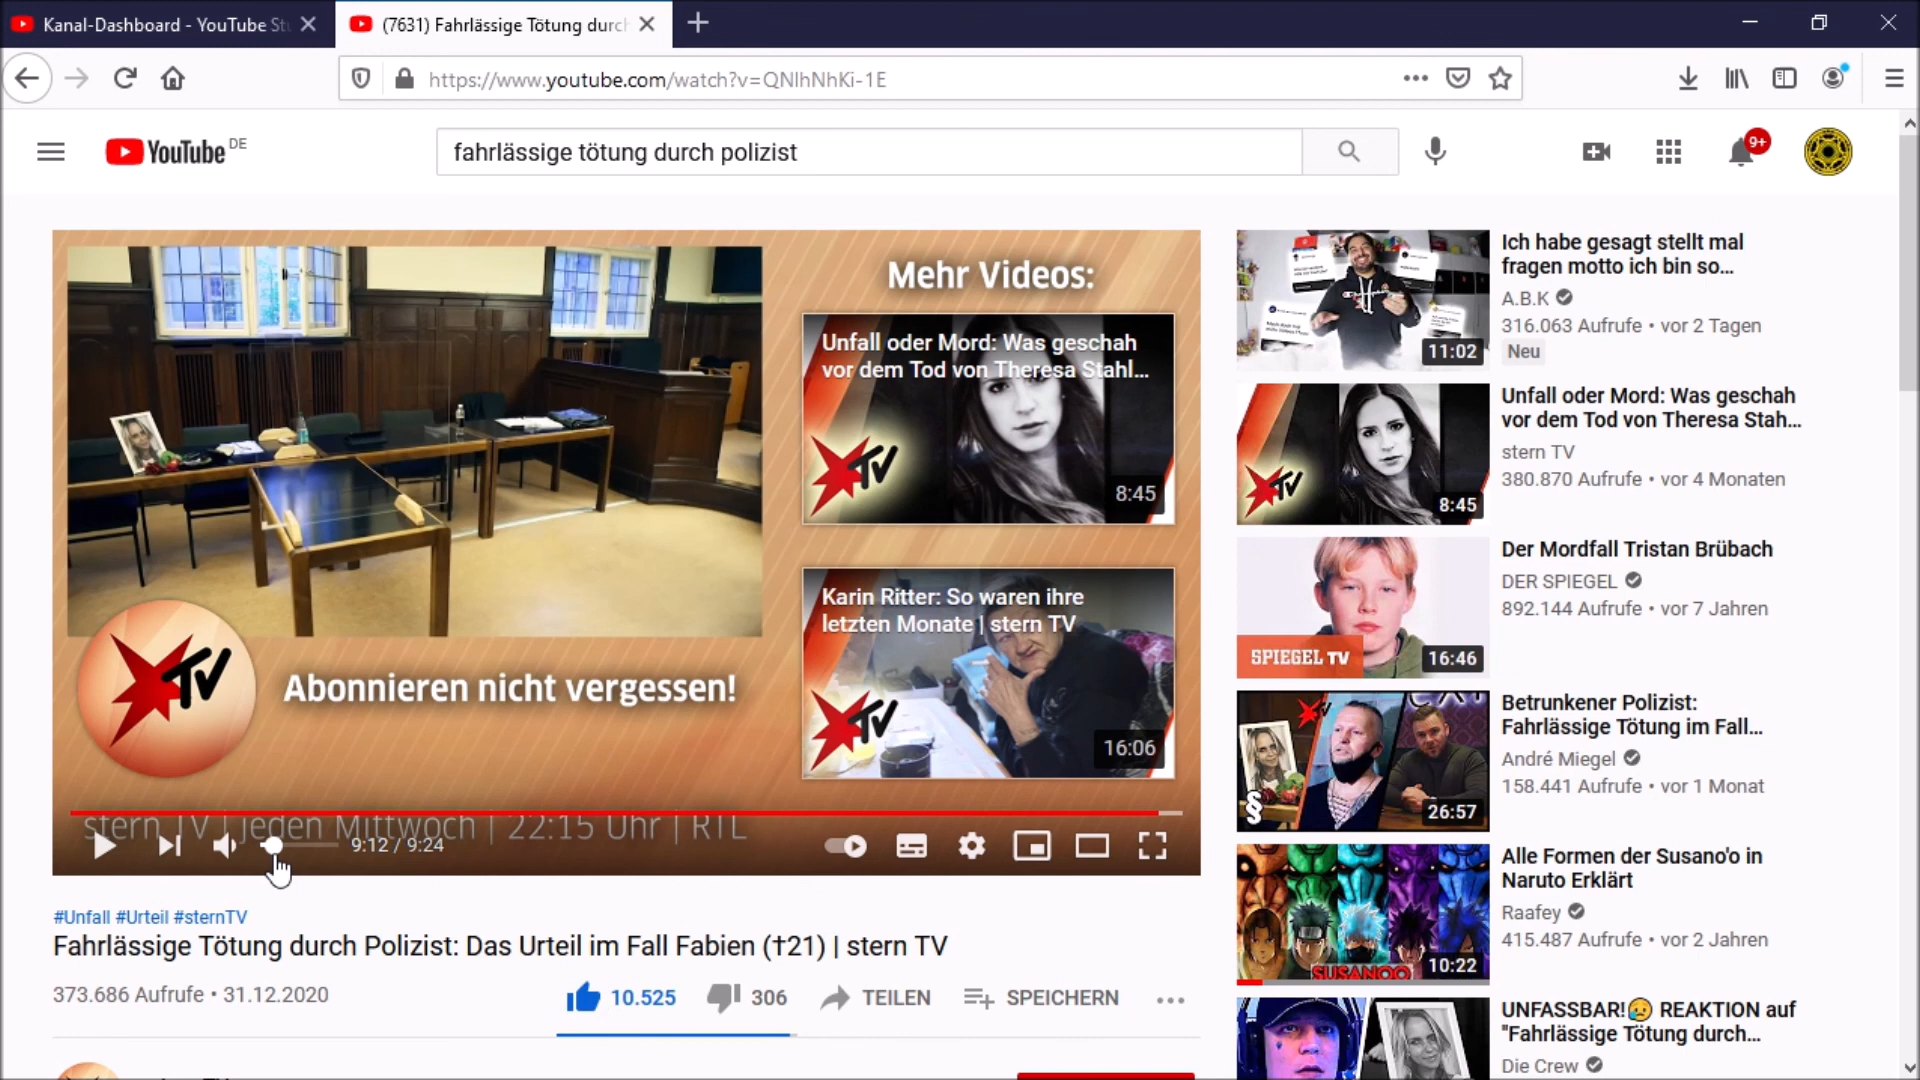 Kanal-Dashboard - YouTube St
(7631) Fahrlässige Tötung durch
https://www.youtube.com/watch?v=QNlhNhKi-1E
YouTube DE
fahrlässige tötung durch polizist
9+
Mehr Videos:
Unfall oder Mord: Was geschah
vor dem Tod von Theresa Stahl...
TV
8:45
Karin Ritter: So waren ihre
letzten Monate | stern TV
TV
16:06
TV
Abonnieren nicht vergessen!
stern TV | jeden Mittwoch | 22:15 Uhr | RTL
9:12 / 9:24
#Unfall #Urteil #sternTV
Fahrlässige Tötung durch Polizist: Das Urteil im Fall Fabien (†21) | stern TV
373.686 Aufrufe • 31.12.2020
10.525
306
TEILEN
SPEICHERN
11:02
Ich habe gesagt stellt mal
fragen motto ich bin so...
A.B.K
316.063 Aufrufe • vor 2 Tagen
Neu
TV
8:45
Unfall oder Mord: Was geschah
vor dem Tod von Theresa Stah...
stern TV
380.870 Aufrufe • vor 4 Monaten
SPIEGEL TV
16:46
Der Mordfall Tristan Brübach
DER SPIEGEL
892.144 Aufrufe • vor 7 Jahren
§
26:57
Betrunkener Polizist:
Fahrlässige Tötung im Fall...
André Miegel
158.441 Aufrufe • vor 1 Monat
SUSANOO
10:22
Alle Formen der Susano'o in
Naruto Erklärt
Raafey
415.487 Aufrufe • vor 2 Jahren
UNFASSBAR!😥 REAKTION auf
"Fahrlässige Tötung durch...
Die Crew